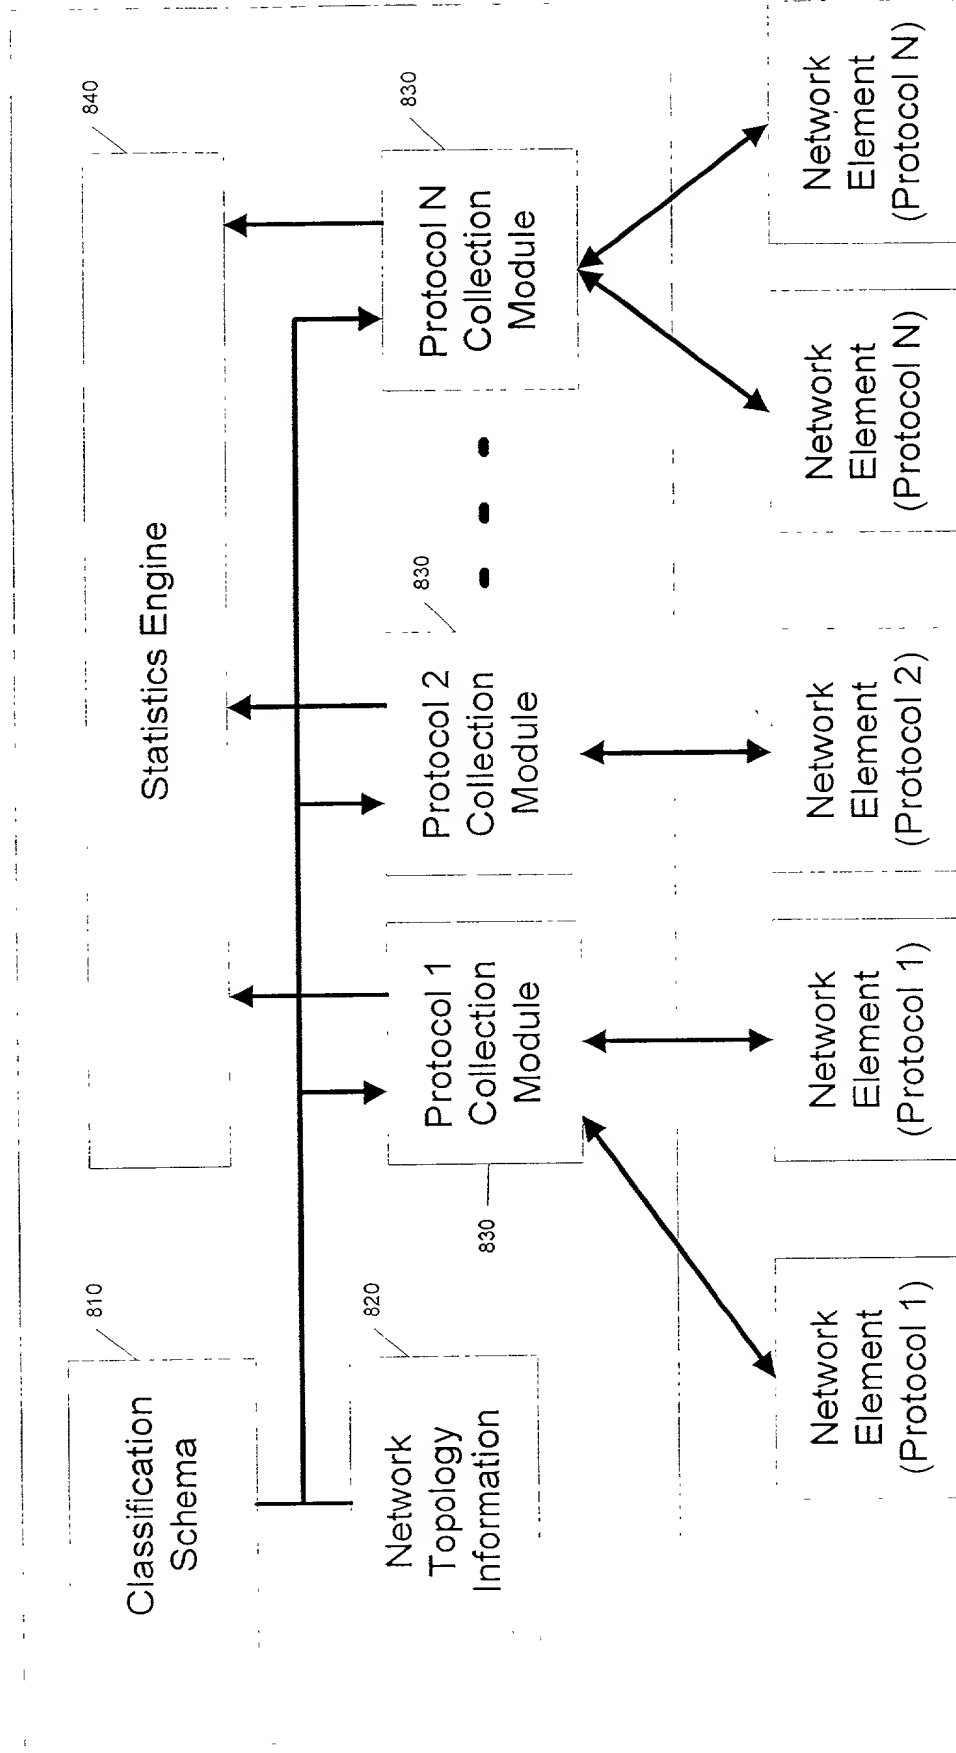 840
Statistics Engine
810
Classification
Schema
820
Network
Topology
Information
830
Protocol 1
Collection
Module
830
Protocol 2
Collection
Module
830
Protocol N
Collection
Module
Network
Element
(Protocol 1)
Network
Element
(Protocol 1)
Network
Element
(Protocol 2)
Network
Element
(Protocol N)
Network
Element
(Protocol N)